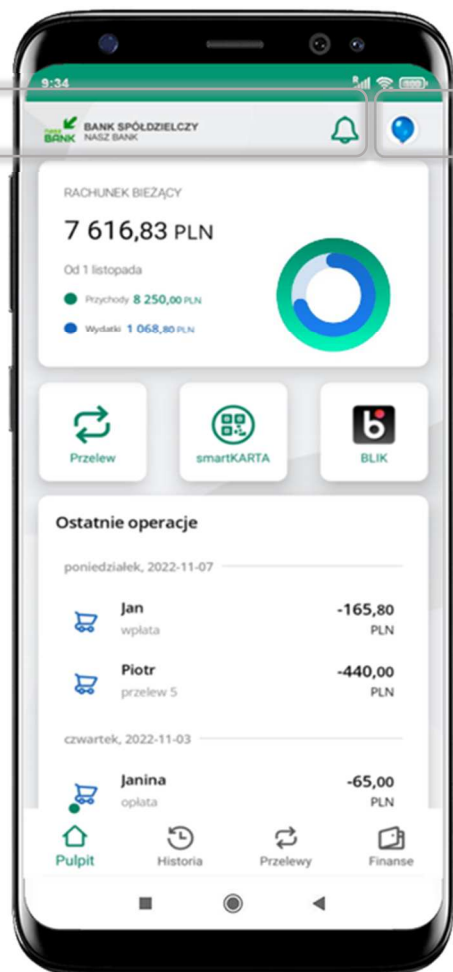 9:34
nasz BANK
BANK SPÓŁDZIELCZY
NASZ BANK
RACHUNEK BIEŻĄCY
7 616,83 PLN
Od 1 listopada
Przychody 8 250,00 PLN
Wydatki 1 068,80 PLN
Przelew
smartKARTA
BLIK
Ostatnie operacje
poniedziałek, 2022-11-07
Jan -165,80
wpłata PLN
Piotr -440,00
przelew 5 PLN
czwartek, 2022-11-03
Janina -65,00
opłata PLN
Pulpit Historia Przelewy Finanse